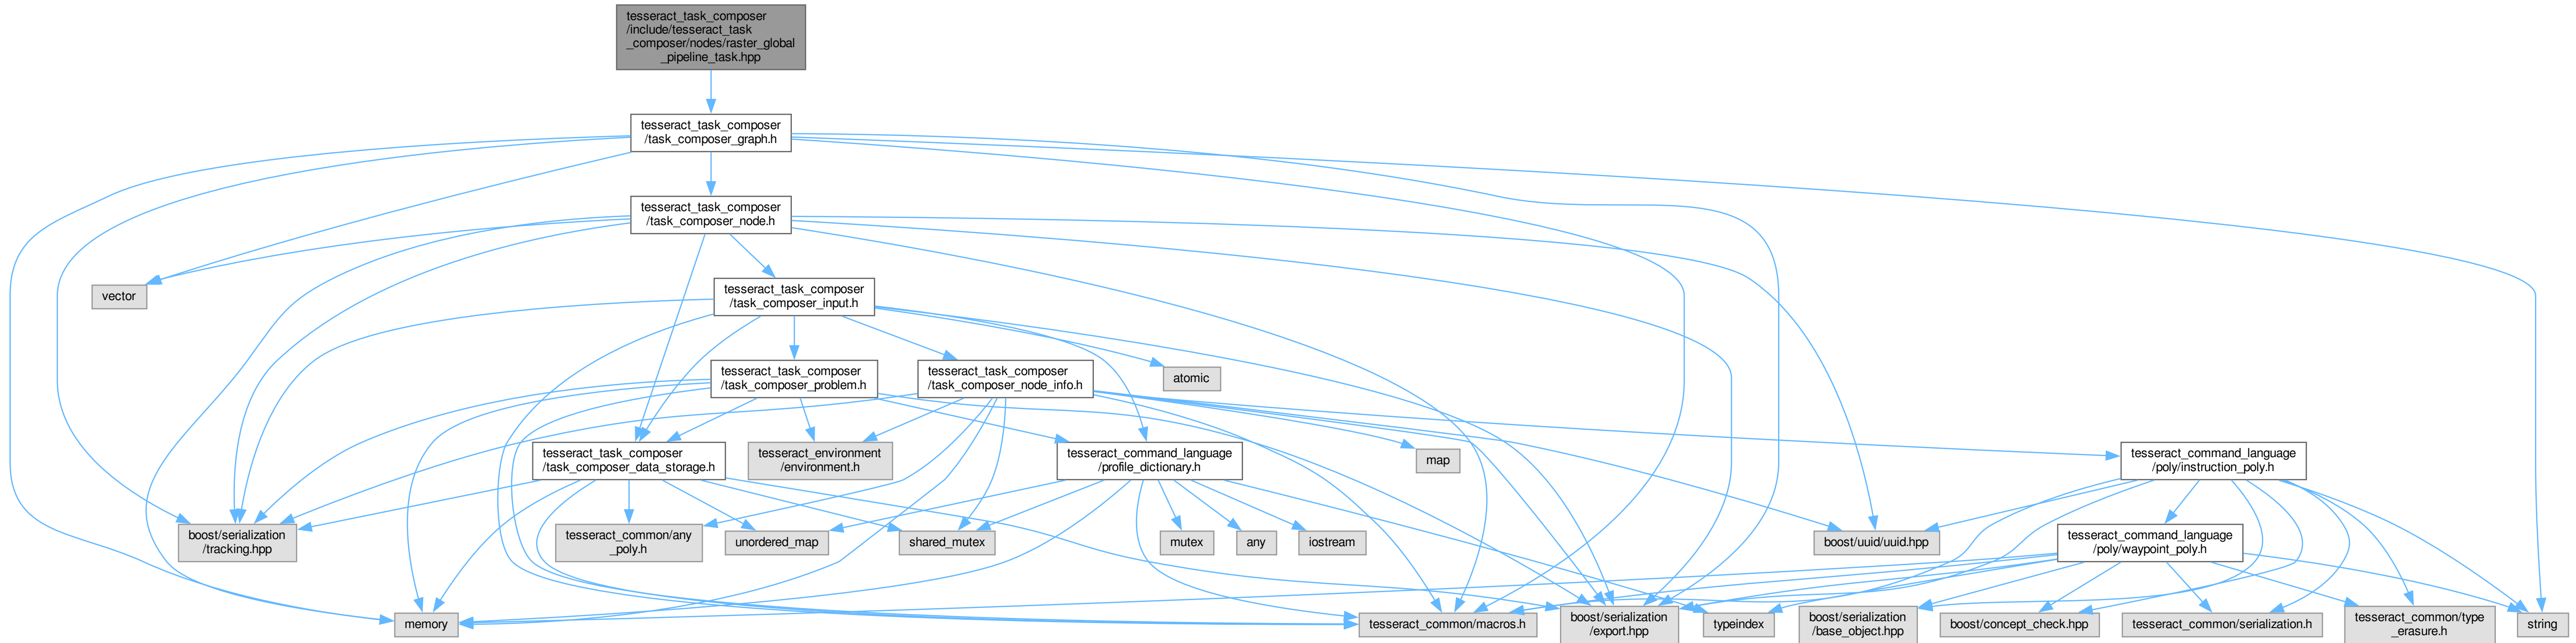 tesseract_task_composer
/include/tesseract_task
_composer/nodes/raster_global
_pipeline_task.hpp
tesseract_task_composer
/task_composer_graph.h
tesseract_task_composer
/task_composer_node.h
vector
tesseract_task_composer
/task_composer_input.h
tesseract_task_composer
/task_composer_problem.h
tesseract_task_composer
/task_composer_node_info.h
atomic
tesseract_task_composer
/task_composer_data_storage.h
tesseract_environment
/environment.h
tesseract_command_language
/profile_dictionary.h
map
tesseract_command_language
/poly/instruction_poly.h
boost/serialization
/tracking.hpp
tesseract_common/any
_poly.h
unordered_map
shared_mutex
mutex
any
iostream
boost/uuid/uuid.hpp
tesseract_command_language
/poly/waypoint_poly.h
memory
tesseract_common/macros.h
boost/serialization
/export.hpp
typeindex
boost/serialization
/base_object.hpp
boost/concept_check.hpp
tesseract_common/serialization.h
tesseract_common/type
_erasure.h
string